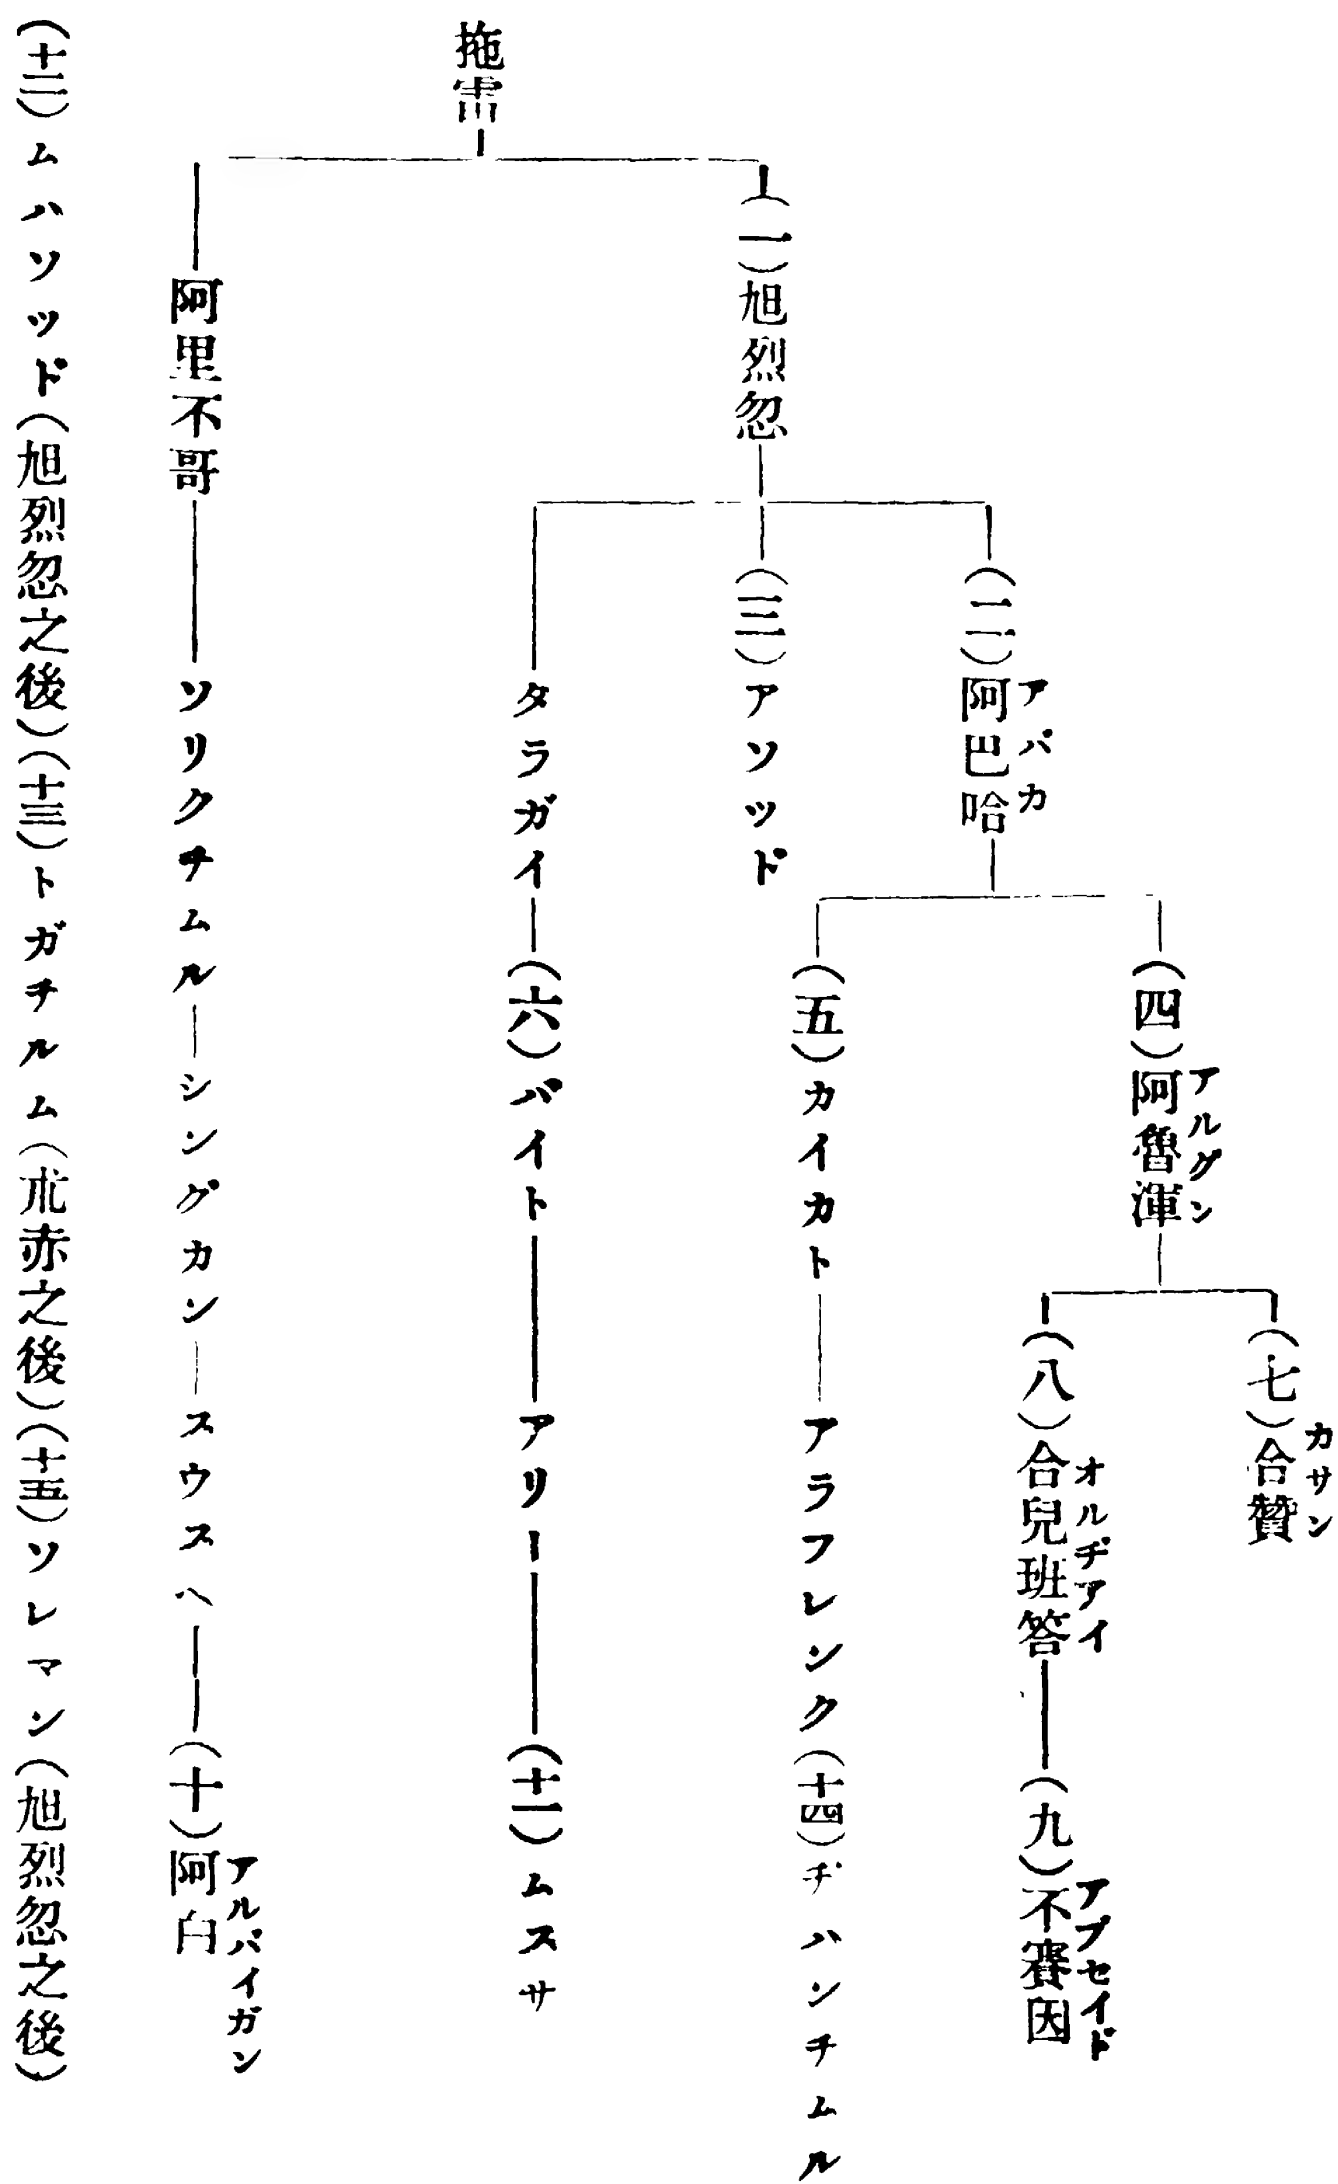 拖雷
(一)旭烈忽
(二)阿巴哈
アバカ
(四)阿魯渾
アルグン
(七)合贊
カサン
(八)合兒班答
オルヂアイ
(九)不賽因
アブセイド
(五)カイカト
アラフレンク
(十四)ヂハンチムル
(三)アソッド
タラガイ
(六)バイト
アリー
(十一)ムスサ
阿里不哥
ソリクチムル
シングカン
スウスヘ
(十)阿白
アルバイガン
(十二)ムハソッド(旭烈忽之後)(十三)トガチルム(朮赤之後)(十五)ソレマン(旭烈忽之後)